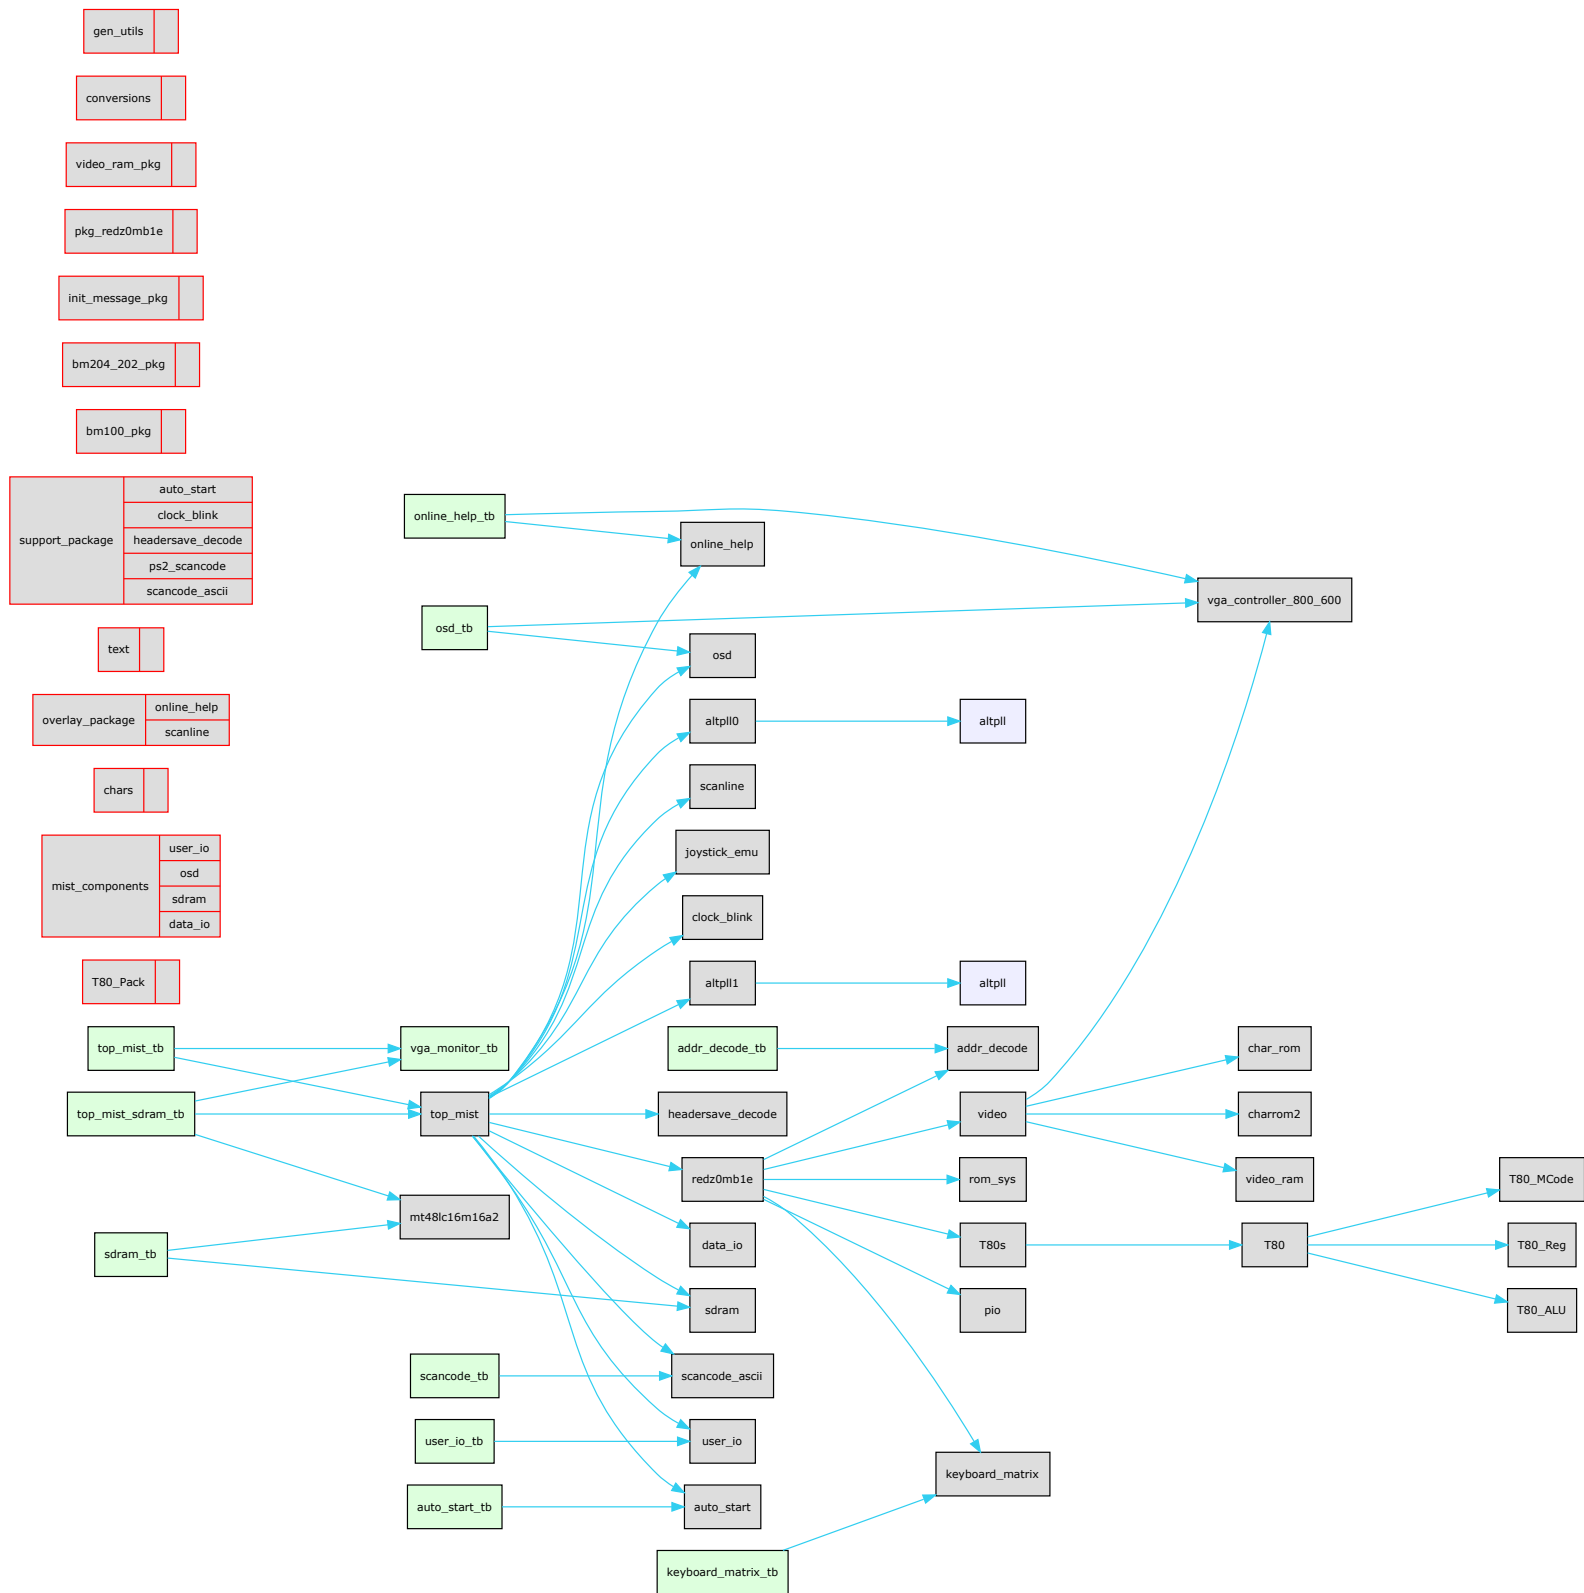 gen_utils
conversions
video_ram_pkg
pkg_redz0mb1e
init_message_pkg
bm204_202_pkg
bm100_pkg
support_package
auto_start
clock_blink
headersave_decode
ps2_scancode
scancode_ascii
text
overlay_package
online_help
scanline
chars
mist_components
user_io
osd
sdram
data_io
T80_Pack
top_mist_tb
top_mist_sdram_tb
sdram_tb
online_help_tb
osd_tb
vga_monitor_tb
top_mist
mt48lc16m16a2
scancode_tb
user_io_tb
auto_start_tb
online_help
osd
altpll0
scanline
joystick_emu
clock_blink
altpll1
addr_decode_tb
headersave_decode
redz0mb1e
data_io
sdram
scancode_ascii
user_io
auto_start
keyboard_matrix_tb
altpll
altpll
addr_decode
video
rom_sys
T80s
pio
keyboard_matrix
vga_controller_800_600
char_rom
charrom2
video_ram
T80
T80_MCode
T80_Reg
T80_ALU